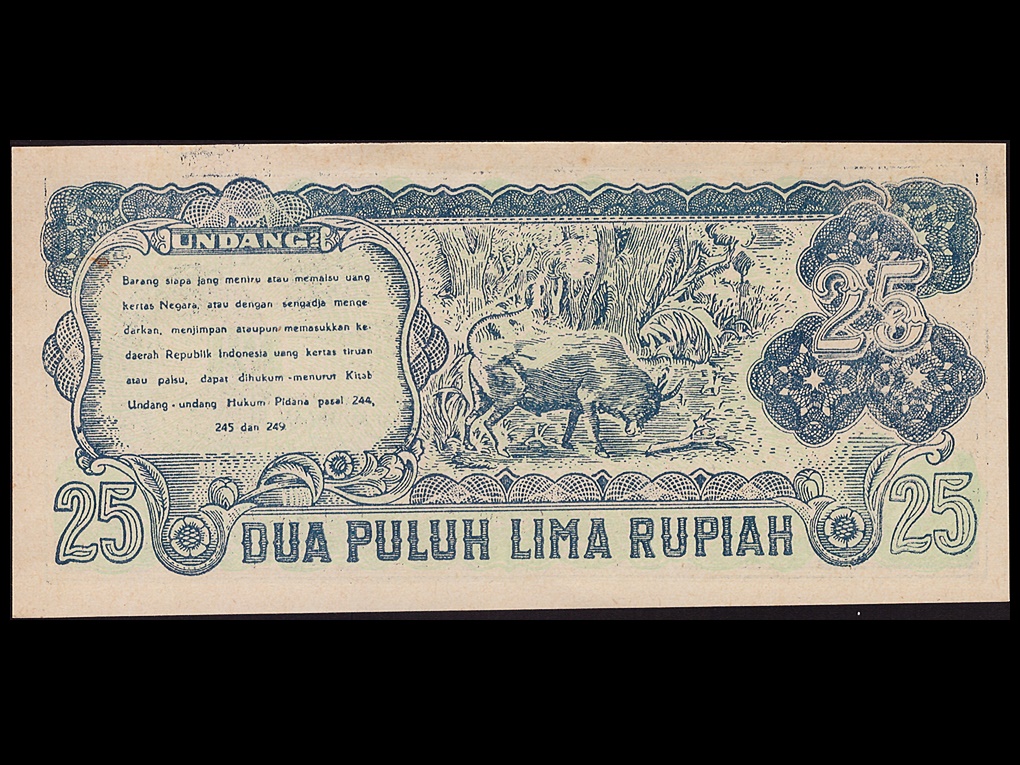 UNDANG2
Barang siapa jang meniru atau memalsu uang
kertas Negara, atau dengan sengadja menge-
darkan, menjimpan ataupun memasukkan ke-
daerah Republik Indonesia uang kertas tiruan
atau palsu, dapat dihukum menurut Kitab
Undang-undang Hukum Pidana pasal 244,
245 dan 249.
25
25
DUA PULUH LIMA RUPIAH
25